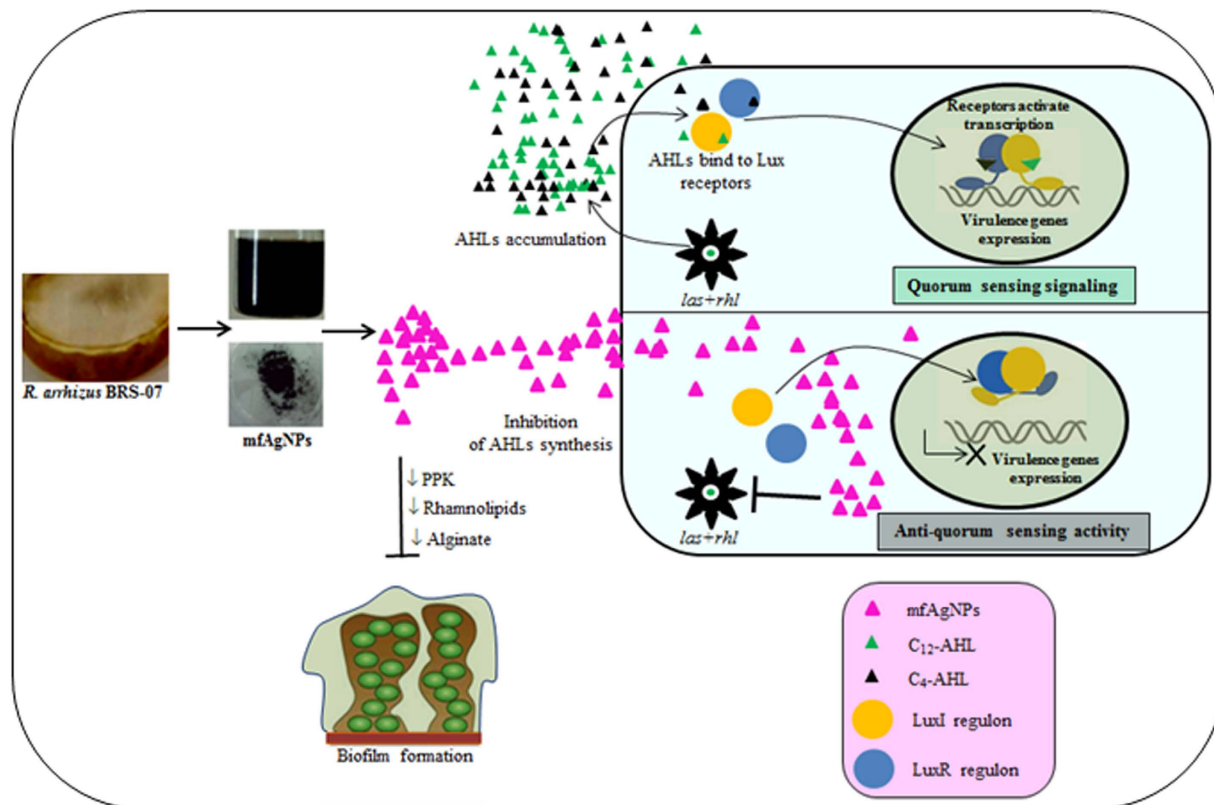 R. arrhizus BRS-07
mfAgNPs
AHLs accumulation
Inhibition
of AHLs synthesis
↓ PPK
↓ Rhamnolipids
↓ Alginate
Biofilm formation
AHLs bind to Lux
receptors
las+rhl
Receptors activate
transcription
Virulence genes
expression
Quorum sensing signaling
las+rhl
Virulence genes
expression
Anti-quorum sensing activity
mfAgNPs
C₁₂-AHL
C₄-AHL
LuxI regulon
LuxR regulon